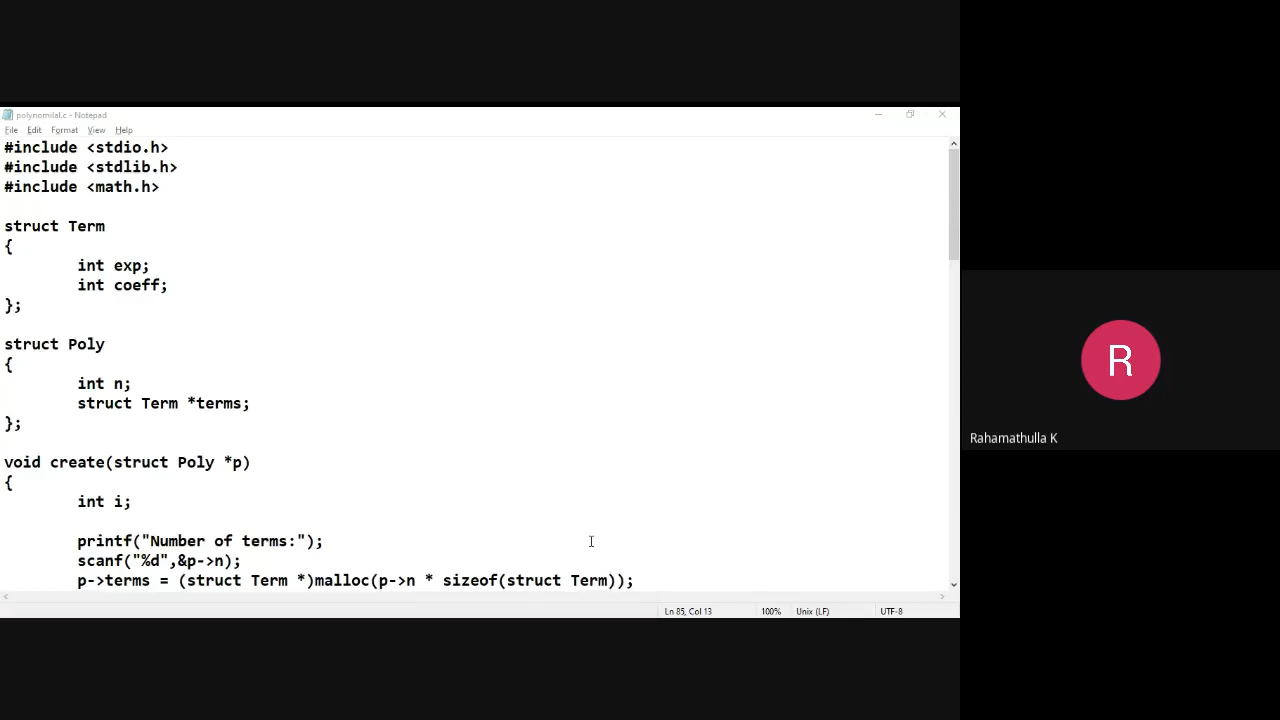 polynomilal.c - Notepad
File Edit Format View Help
#include <stdio.h>
#include <stdlib.h>
#include <math.h>
struct Term
{
int exp;
int coeff;
};
struct Poly
{
int n;
struct Term *terms;
};
void create(struct Poly *p)
{
int i;
printf("Number of terms:");
scanf("%d",&p->n);
p->terms = (struct Term *)malloc(p->n * sizeof(struct Term));
Ln 85, Col 13 100% Unix (LF) UTF-8
R
Rahamathulla K